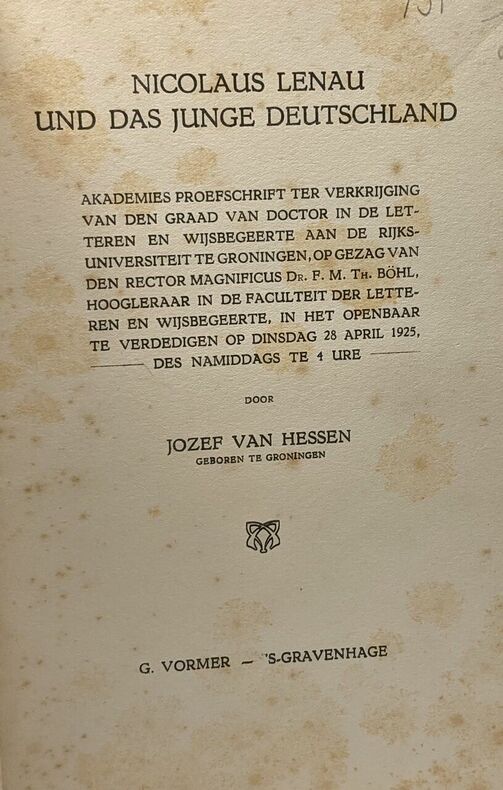 NICOLAUS LENAU
UND DAS JUNGE DEUTSCHLAND
AKADEMIES PROEFSCHRIFT TER VERKRIJGING
VAN DEN GRAAD VAN DOCTOR IN DE LET-
TEREN EN WIJSBEGEERTE AAN DE RIJKS-
UNIVERSITEIT TE GRONINGEN, OP GEZAG VAN
DEN RECTOR MAGNIFICUS DR. F. M. TH. BÖHL,
HOOGLERAAR IN DE FACULTEIT DER LETTE-
REN EN WIJSBEGEERTE, IN HET OPENBAAR
TE VERDEDIGEN OP DINSDAG 28 APRIL 1925,
DES NAMIDDAGS TE 4 URE
DOOR
JOZEF VAN HESSEN
GEBOREN TE GRONINGEN
G. VORMER — 'S-GRAVENHAGE